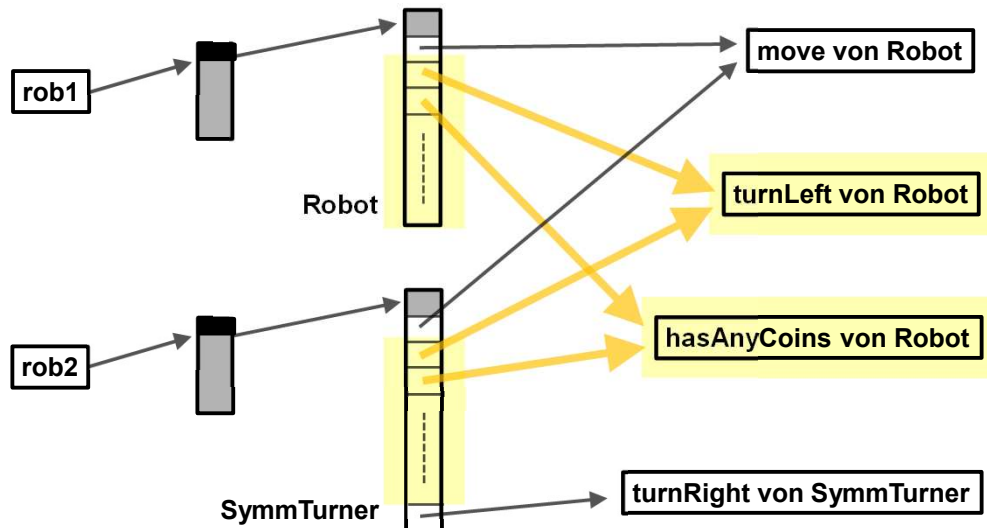 move von Robot
rob1
turnLeft von Robot
Robot
hasAnyCoins von Robot
rob2
turnRight von SymmTurner
SymmTurner